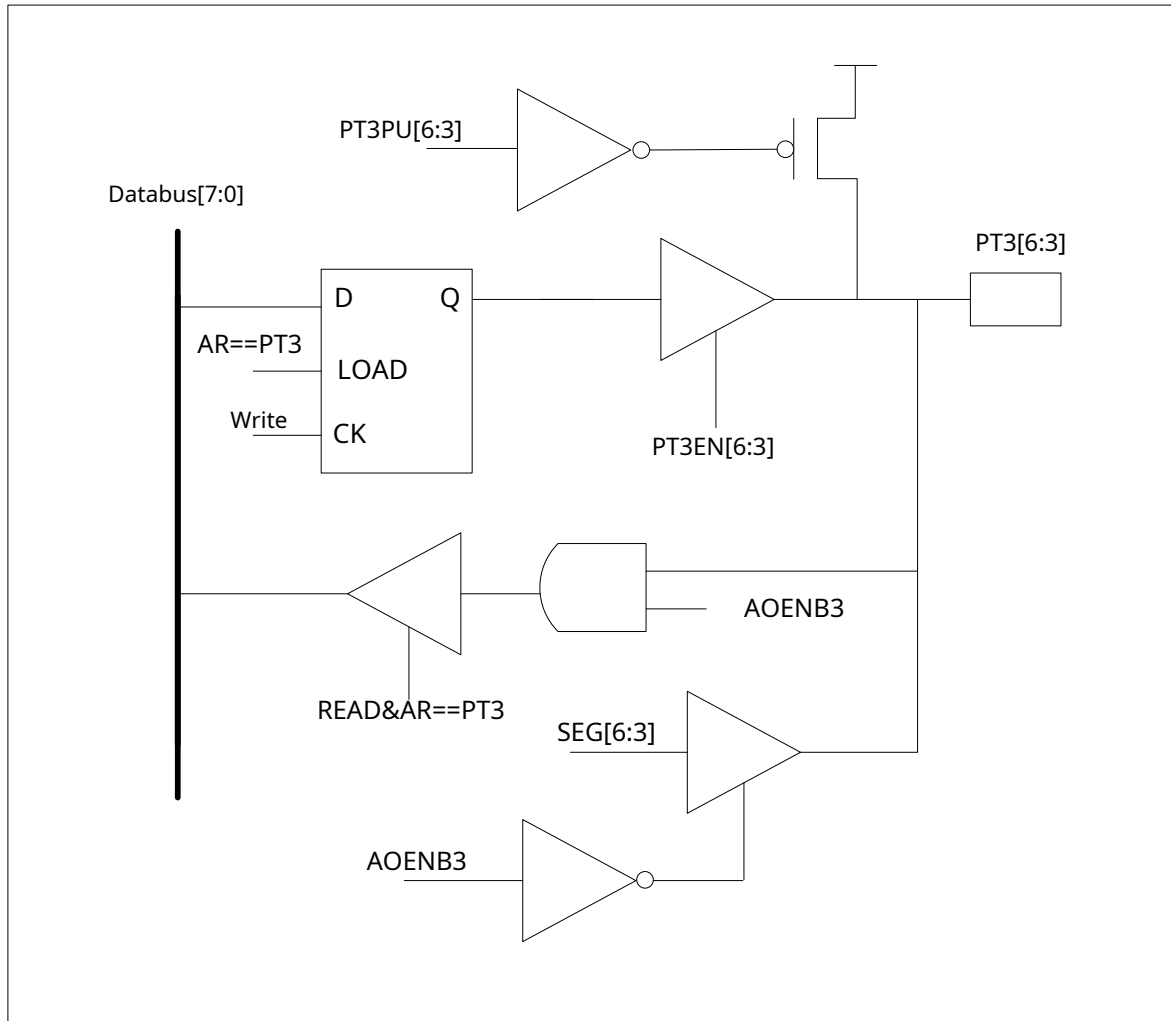 PT3PU[6:3]
Databus[7:0]
PT3[6:3]
D
Q
AR==PT3
LOAD
Write
CK
PT3EN[6:3]
AOENB3
READ&AR==PT3
SEG[6:3]
AOENB3